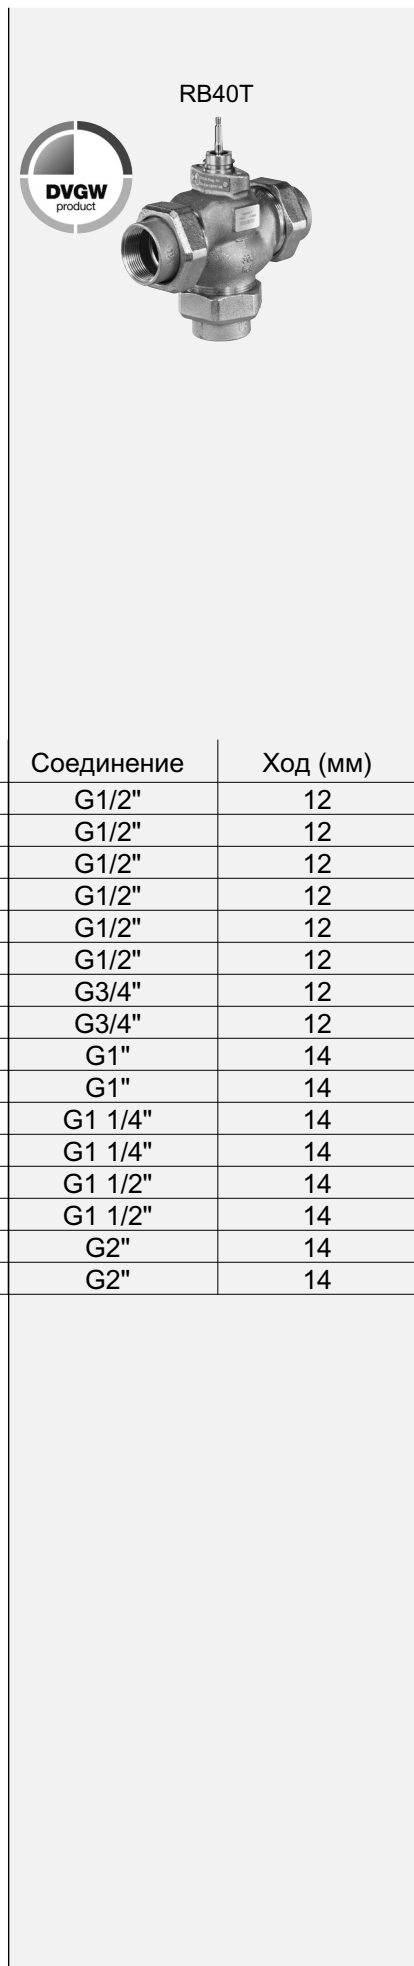 RB40T
DVGW
product
Соединение Ход (мм)
G1/2" 12
G1/2" 12
G1/2" 12
G1/2" 12
G1/2" 12
G1/2" 12
G3/4" 12
G3/4" 12
G1" 14
G1" 14
G1 1/4" 14
G1 1/4" 14
G1 1/2" 14
G1 1/2" 14
G2" 14
G2" 14